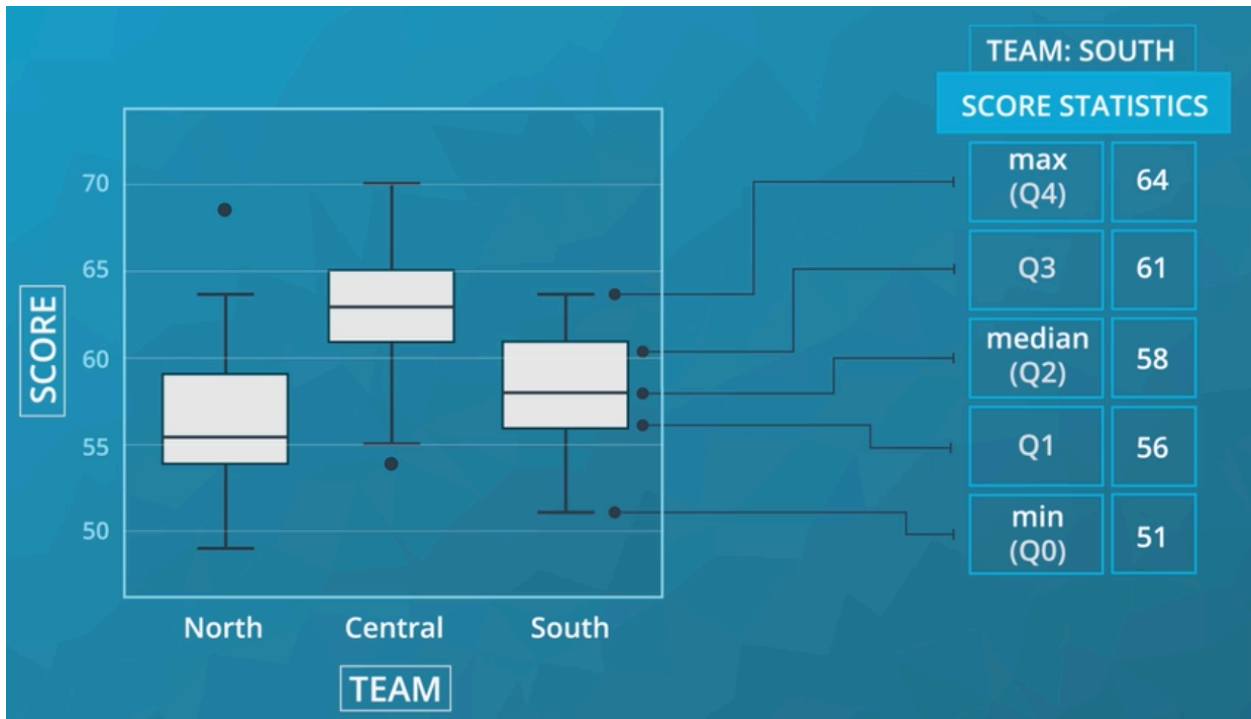 TEAM: SOUTH
SCORE STATISTICS
max
(Q4)
64
Q3
61
median
(Q2)
58
Q1
56
min
(Q0)
51
SCORE
70
65
60
55
50
North
Central
South
TEAM